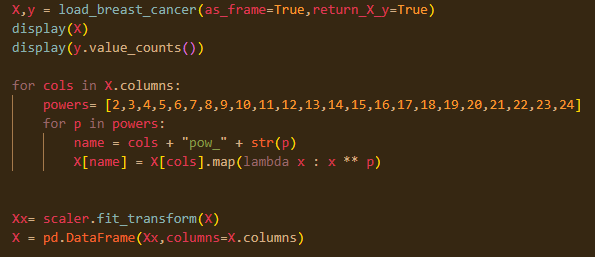 X,y = load_breast_cancer(as_frame=True,return_X_y=True)
display(X)
display(y.value_counts())
for cols in X.columns:
    powers= [2,3,4,5,6,7,8,9,10,11,12,13,14,15,16,17,18,19,20,21,22,23,24]
    for p in powers:
        name = cols + "pow_" + str(p)
        X[name] = X[cols].map(lambda x : x ** p)
Xx= scaler.fit_transform(X)
X = pd.DataFrame(Xx,columns=X.columns)